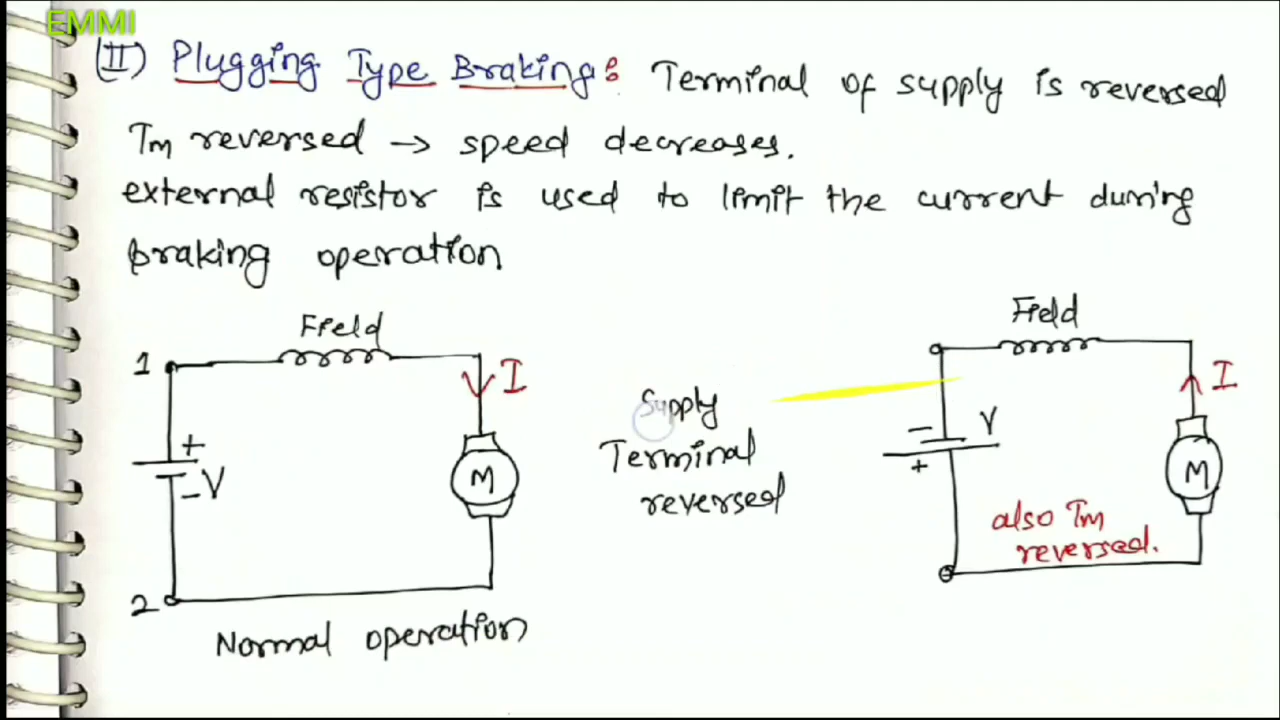 EMMI
(II) Plugging Type Braking: Terminal of supply is reversed
TM reversed → speed decreases.
external resistor is used to limit the current during
braking operation
Field
1
I
+
- V
M
2
Normal operation
Supply
Terminal
reversed
Field
I
- V
+
M
also TM
reversed.